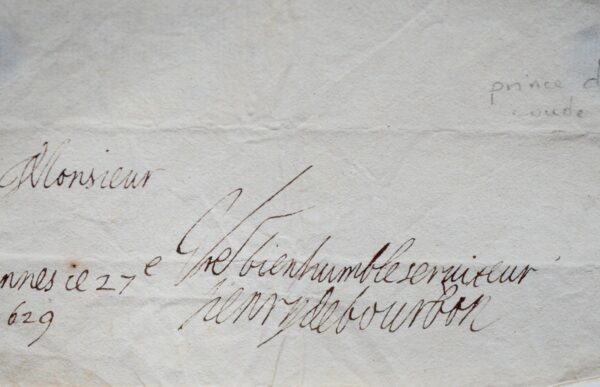 prince d
conde
Monsieur
Vre bien humble serviteur
nnes ce 27e
henry de bourbon
629